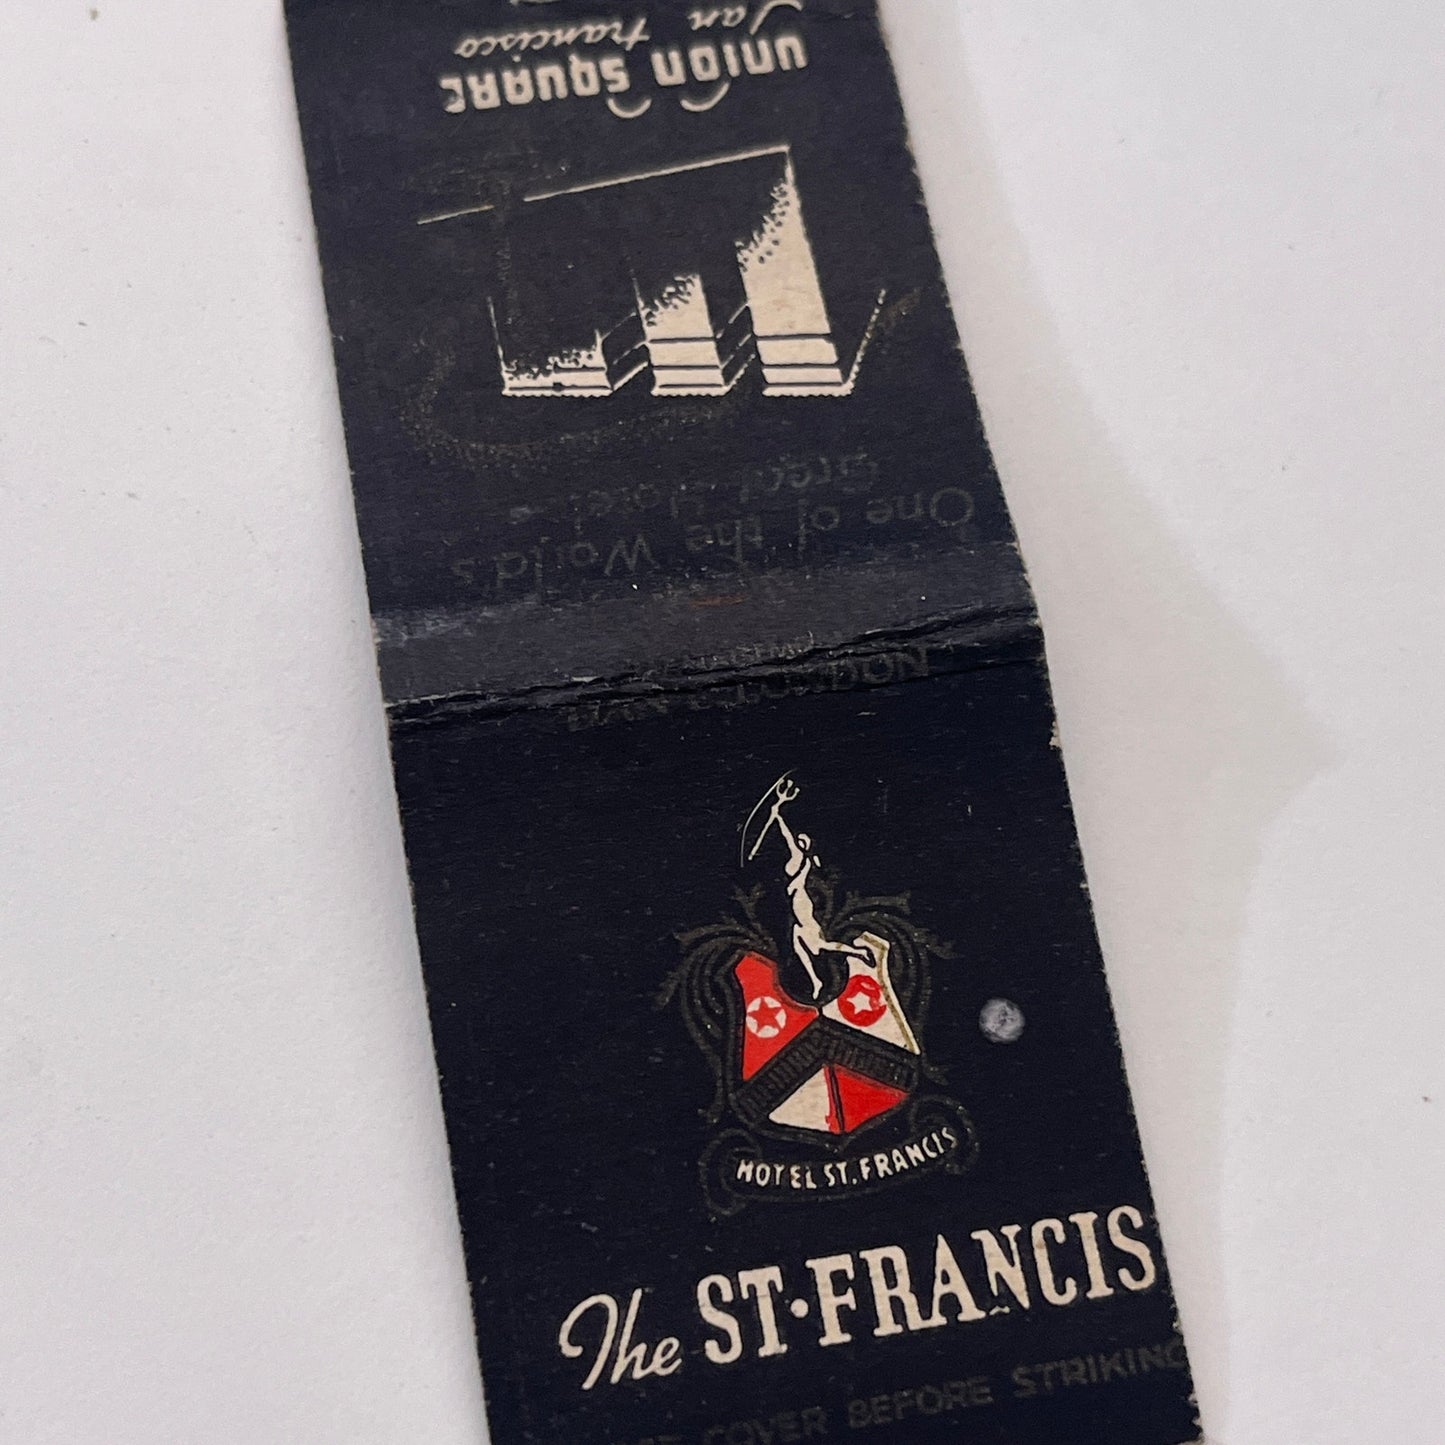 UNION SQUARE
San Francisco
One of the World's
Great Hotels
HOTEL ST. FRANCIS
The ST·FRANCIS
COVER BEFORE STRIKING